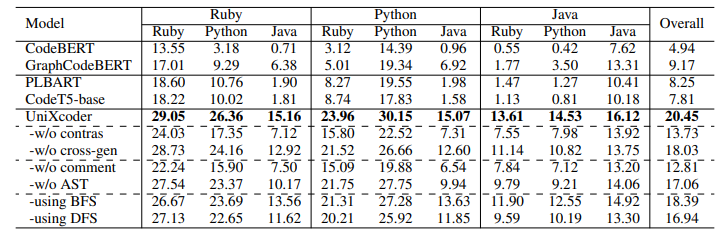 Model Ruby Python Java Overall
Ruby Python Java Ruby Python Java Ruby Python Java
CodeBERT 13.55 3.18 0.71 3.12 14.39 0.96 0.55 0.42 7.62 4.94
GraphCodeBERT 17.01 9.29 6.38 5.01 19.34 6.92 1.77 3.50 13.31 9.17
PLBART 18.60 10.76 1.90 8.27 19.55 1.98 1.47 1.27 10.41 8.25
CodeT5-base 18.22 10.02 1.81 8.74 17.83 1.58 1.13 0.81 10.18 7.81
UniXcoder 29.05 26.36 15.16 23.96 30.15 15.07 13.61 14.53 16.12 20.45
-w/o contras 24.03 17.35 7.12 15.80 22.52 7.31 7.55 7.98 13.92 13.73
-w/o cross-gen 28.73 24.16 12.92 21.52 26.66 12.60 11.14 10.82 13.75 18.03
-w/o comment 22.24 15.90 7.50 15.09 19.88 6.54 7.84 7.12 13.20 12.81
-w/o AST 27.54 23.37 10.17 21.75 27.75 9.94 9.79 9.21 14.06 17.06
-using BFS 26.67 23.69 13.56 21.31 27.28 13.63 11.90 12.55 14.92 18.39
-using DFS 27.13 22.65 11.62 20.21 25.92 11.85 9.59 10.19 13.30 16.94